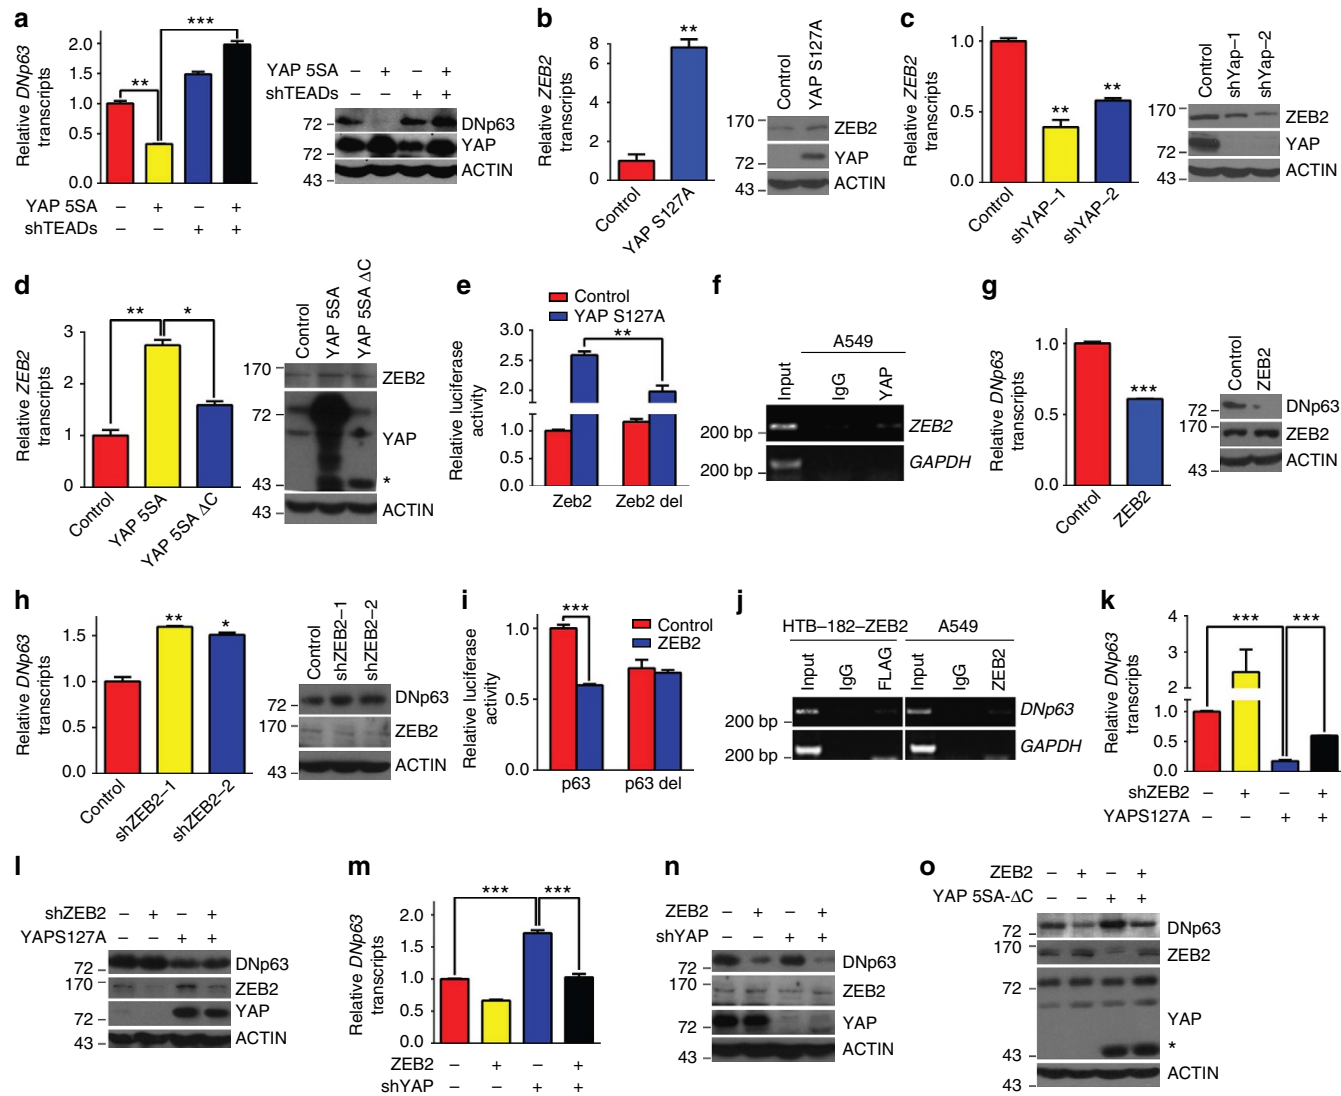 a
Relative DNp63 transcripts
2.0
1.0
0.5
0.0
** ***
YAP 5SA – + – +
shTEADs – – + +
YAP 5SA – + – +
shTEADs – – + +
72 DNp63
72 YAP
43 ACTIN
b
Relative ZEB2 transcripts
8
6
4
2
0
**
Control YAP S127A
Control YAP S127A
170 ZEB2
72 YAP
43 ACTIN
c
Relative ZEB2 transcripts
1.0
0.5
0.0
** **
Control shYAP–1 shYAP–2
Control shYap–1 shYap–2
170 ZEB2
72 YAP
43 ACTIN
d
Relative ZEB2 transcripts
3
2
1
0
** *
Control YAP 5SA YAP 5SA ΔC
Control YAP 5SA YAP 5SA ΔC
170 ZEB2
72 YAP
43 *
43 ACTIN
e
Control
YAP S127A
Relative luciferase activity
3.0
2.5
2.0
1.0
0.5
0.0
**
Zeb2 Zeb2 del
f
A549
Input IgG YAP
200 bp ZEB2
200 bp GAPDH
g
Relative DNp63 transcripts
1.0
0.5
0.0
***
Control ZEB2
Control ZEB2
72 DNp63
170 ZEB2
43 ACTIN
h
Relative DNp63 transcripts
1.5
1.0
0.5
0.0
** *
Control shZEB2–1 shZEB2–2
Control shZEB2–1 shZEB2–2
72 DNp63
170 ZEB2
43 ACTIN
i
Relative luciferase activity
1.0
0.5
0.0
***
Control
ZEB2
p63 p63 del
j
HTB–182–ZEB2 A549
Input IgG FLAG Input IgG ZEB2
200 bp DNp63
200 bp GAPDH
k
Relative DNp63 transcripts
4
3
2
1.0
0.5
0.0
*** ***
shZEB2 – + – +
YAPS127A – – + +
l
shZEB2 – + – +
YAPS127A – – + +
72 DNp63
170 ZEB2
72 YAP
43 ACTIN
m
Relative DNp63 transcripts
2.0
1.5
1.0
0.5
0.0
*** ***
ZEB2 – + – +
shYAP – – + +
n
ZEB2 – + – +
shYAP – – + +
72 DNp63
170 ZEB2
72 YAP
43 ACTIN
o
ZEB2 – + – +
YAP 5SA-ΔC – – + +
72 DNp63
170 ZEB2
72
YAP
43 *
43 ACTIN